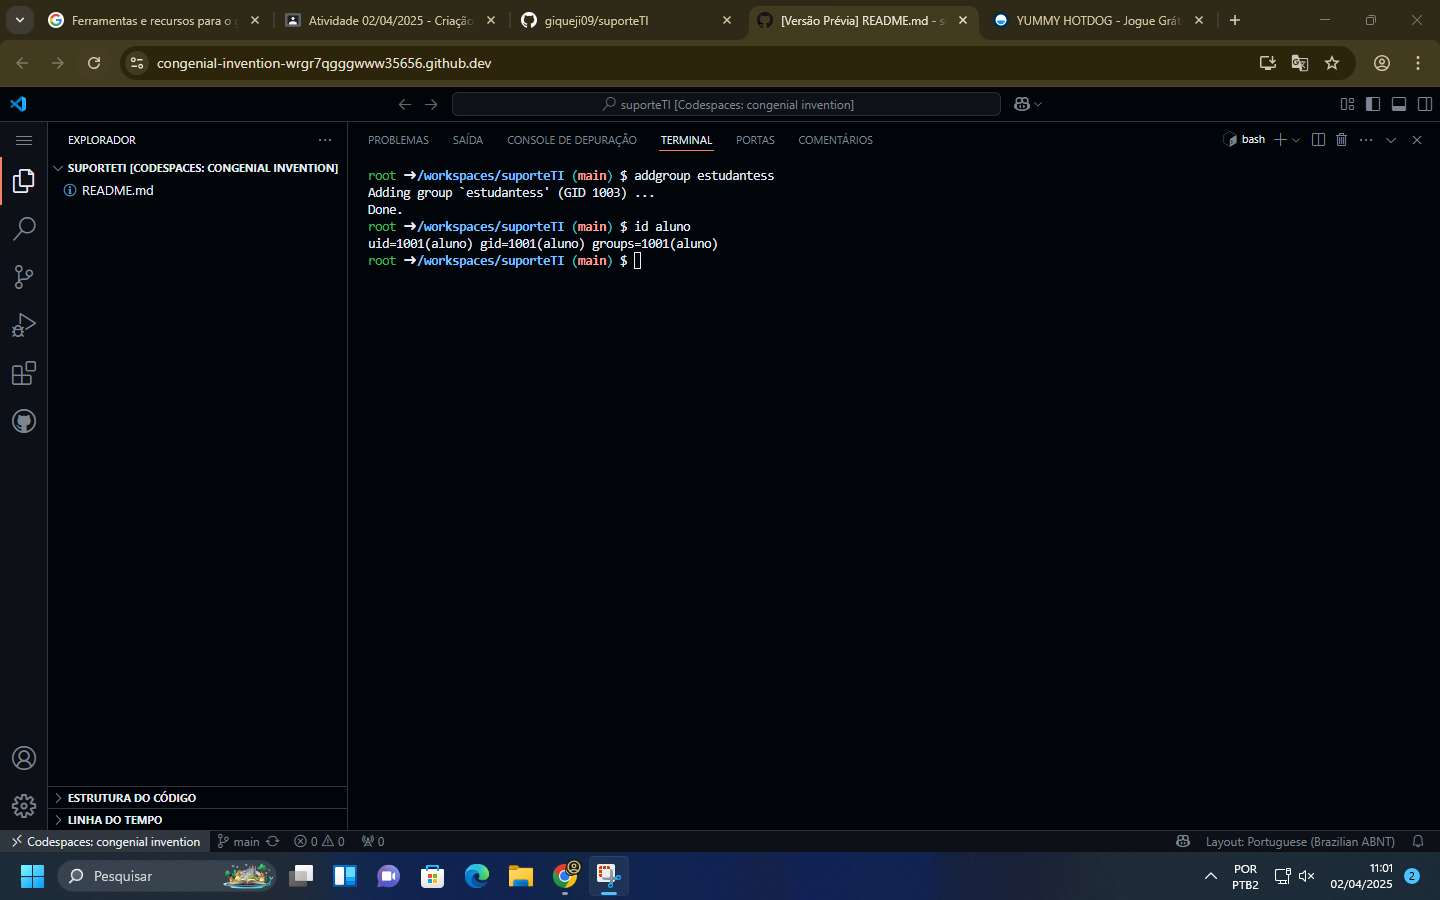 Ferramentas e recursos para o
Atividade 02/04/2025 - Criação
giqueji09/suporteTI
[Versão Prévia] README.md - s
YUMMY HOTDOG - Jogue Grát
congenial-invention-wrgr7qgggwww35656.github.dev
suporteTI [Codespaces: congenial invention]
EXPLORADOR
PROBLEMAS SAÍDA CONSOLE DE DEPURAÇÃO TERMINAL PORTAS COMENTÁRIOS
bash
SUPORTETI [CODESPACES: CONGENIAL INVENTION]
README.md
root ➜/workspaces/suporteTI (main) $ addgroup estudantess
Adding group `estudantess' (GID 1003) ...
Done.
root ➜/workspaces/suporteTI (main) $ id aluno
uid=1001(aluno) gid=1001(aluno) groups=1001(aluno)
root ➜/workspaces/suporteTI (main) $
ESTRUTURA DO CÓDIGO
LINHA DO TEMPO
Codespaces: congenial invention main 0 0 0
Layout: Portuguese (Brazilian ABNT)
Pesquisar
POR
PTB2
11:01
02/04/2025
2